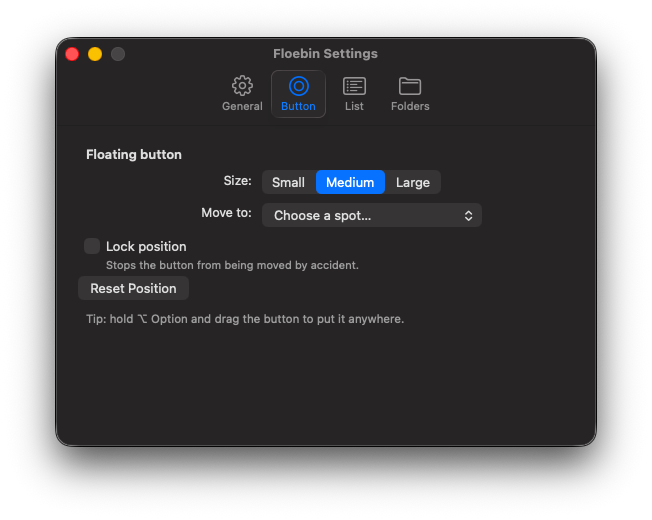 Floebin Settings
General Button List Folders
Floating button
Size: Small Medium Large
Move to: Choose a spot...
Lock position
Stops the button from being moved by accident.
Reset Position
Tip: hold ⌥ Option and drag the button to put it anywhere.